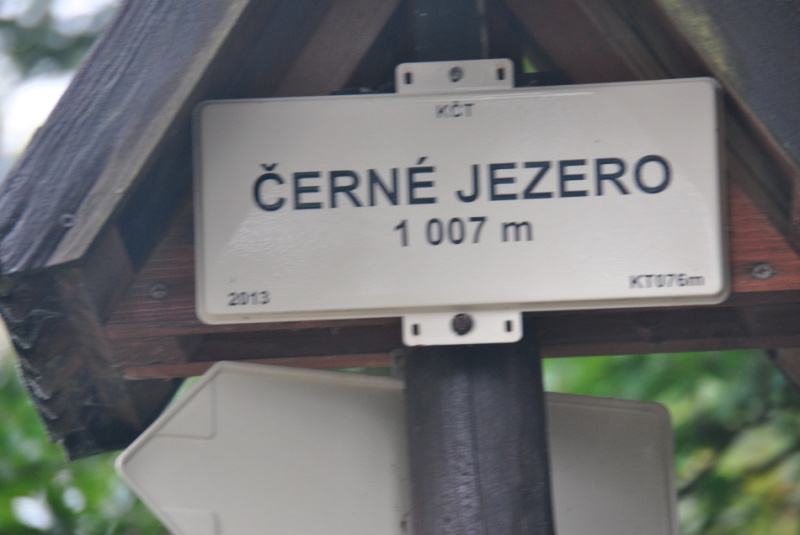 KČT
ČERNÉ JEZERO
1 007 m
2013 KT076m